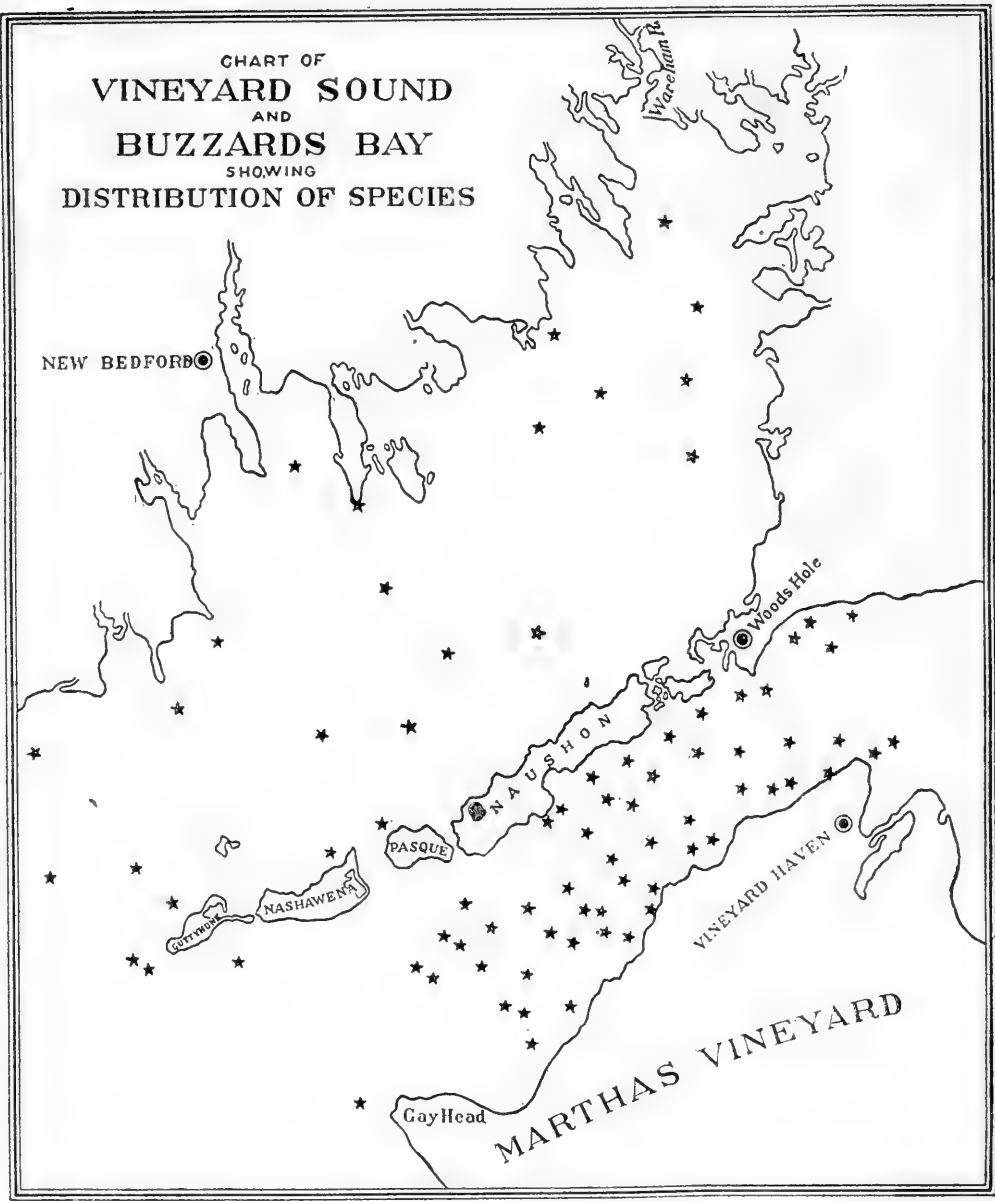 CHART OF
VINEYARD SOUND
AND
BUZZARDS BAY
SHOWING
DISTRIBUTION OF SPECIES
Wareham R.
NEW BEDFORD
Woods Hole
NAUSHON
PASQUE
NASHAWENA
CUTTYHUNK
VINEYARD HAVEN
MARTHAS VINEYARD
Gay Head